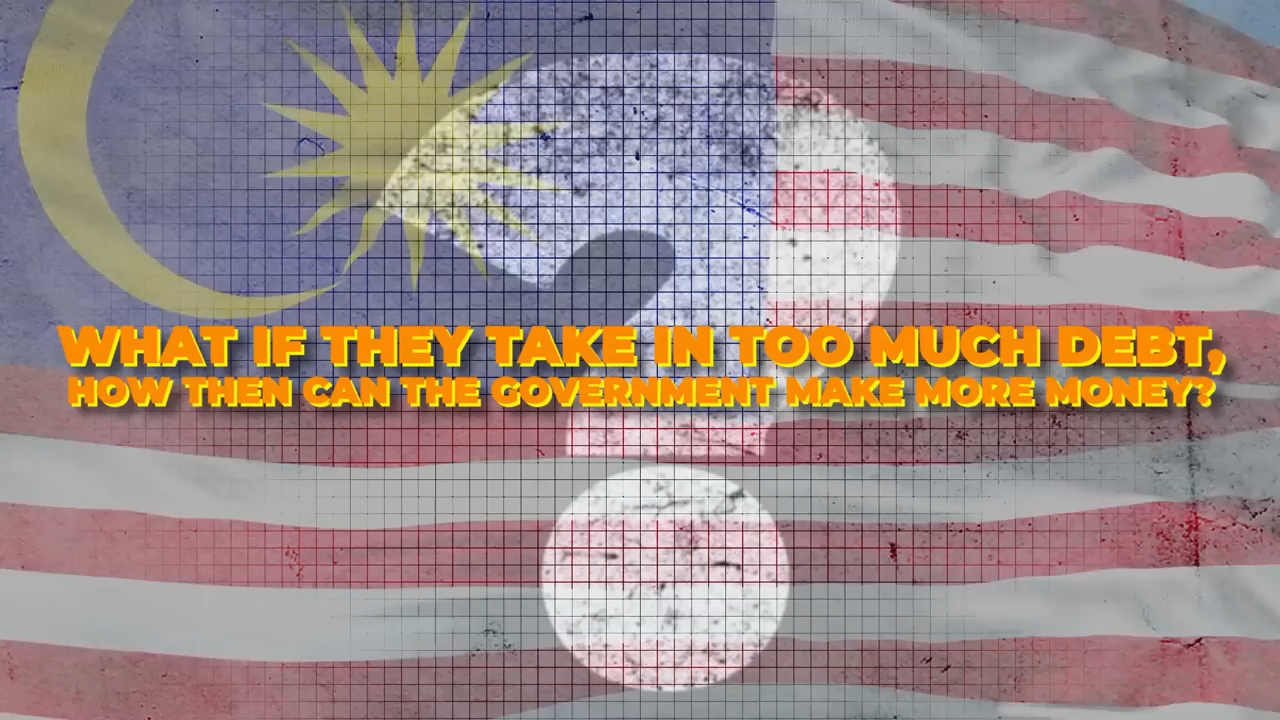 WHAT IF THEY TAKE IN TOO MUCH DEBT,
HOW THEN CAN THE GOVERNMENT MAKE MORE MONEY?